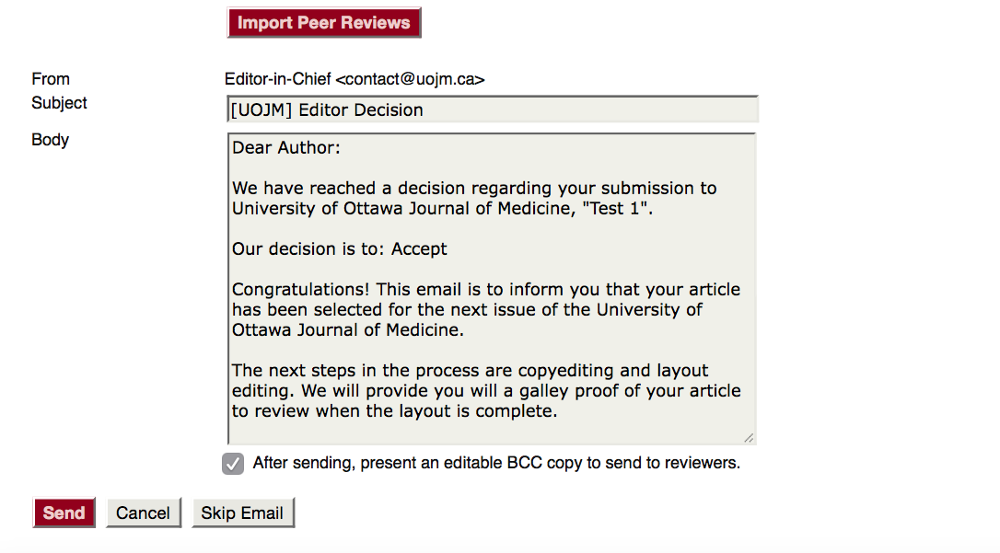 Import Peer Reviews
From
Editor-in-Chief <contact@uojm.ca>
Subject
[UOJM] Editor Decision
Body
Dear Author:
We have reached a decision regarding your submission to
University of Ottawa Journal of Medicine, "Test 1".
Our decision is to: Accept
Congratulations! This email is to inform you that your article
has been selected for the next issue of the University of
Ottawa Journal of Medicine.
The next steps in the process are copyediting and layout
editing. We will provide you will a galley proof of your article
to review when the layout is complete.
After sending, present an editable BCC copy to send to reviewers.
Send
Cancel
Skip Email